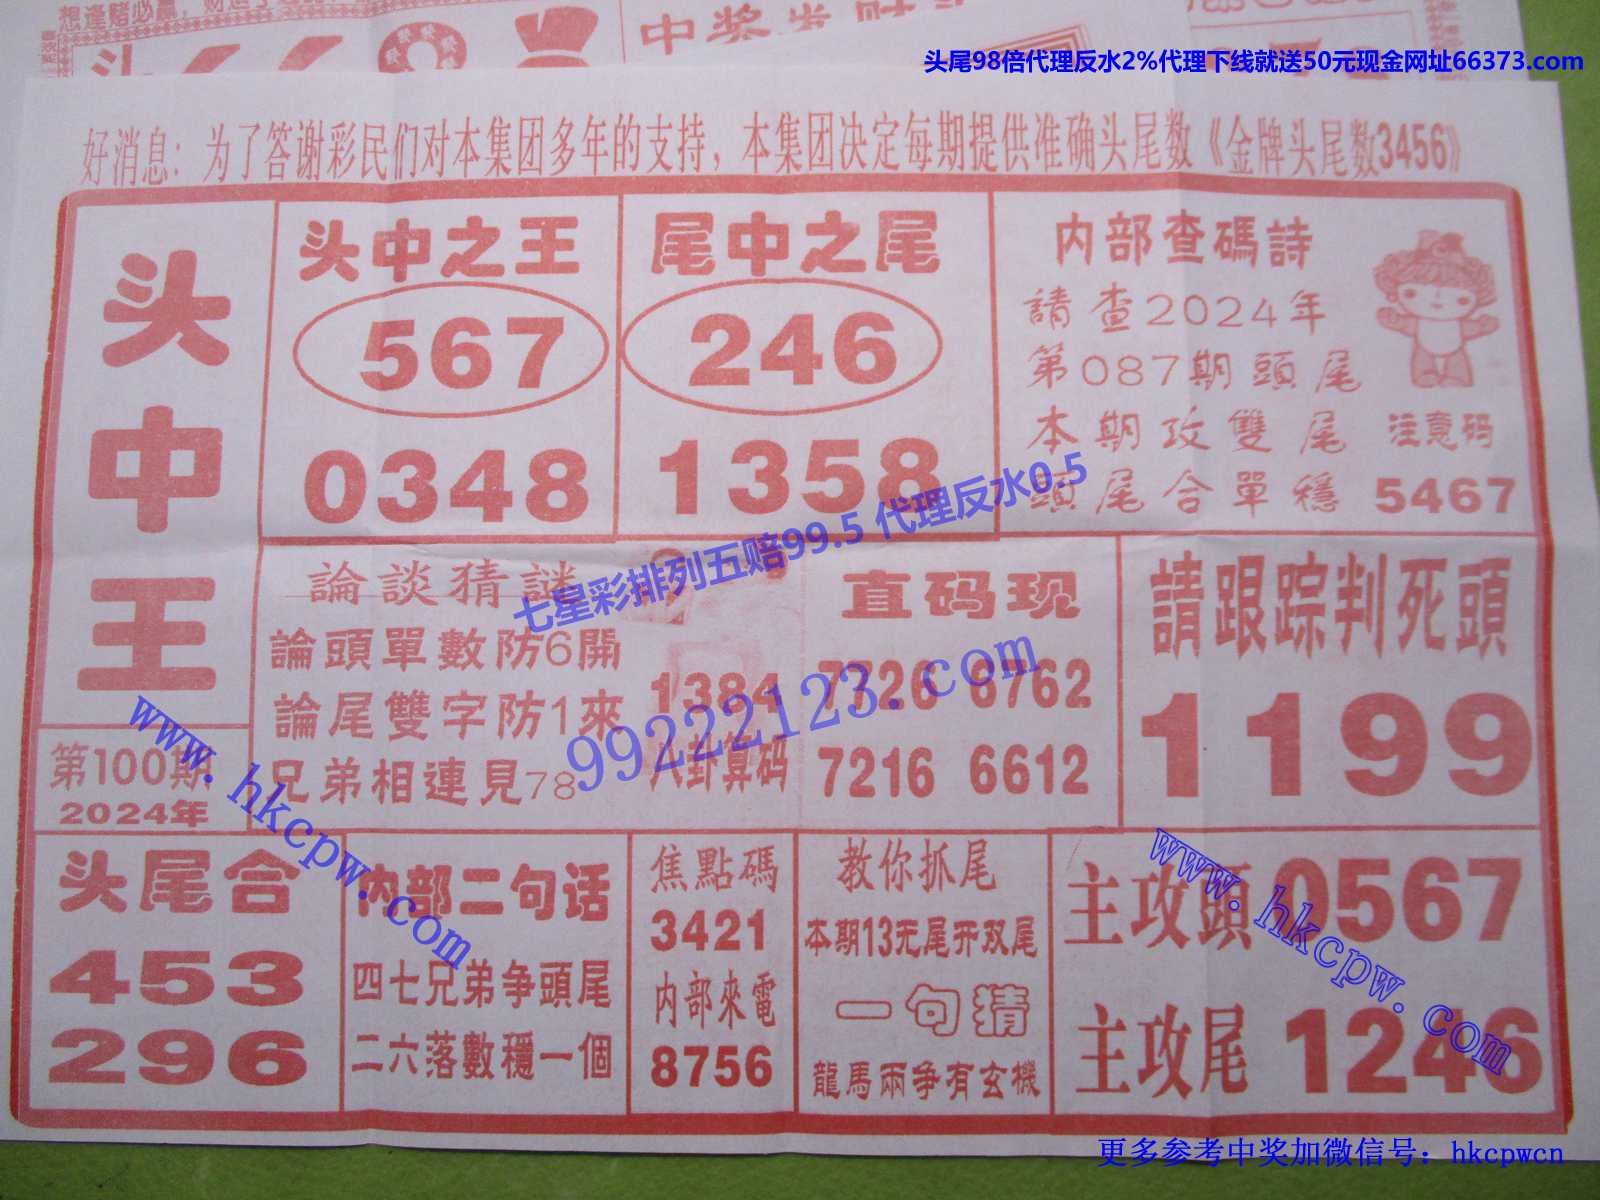 想逢赌必赢，
头尾98倍代理反水2%代理下线就送50元现金网址66373.com
好消息：为了答谢彩民们对本集团多年的支持，本集团决定每期提供准确头尾数《金牌头尾数3456》
头中王
第100期
2024年
头中之王
567
0348
尾中之尾
246
1358
内部查碼詩
請查2024年
第087期頭尾
本期攻雙尾
頭尾合單穩
注意码
5467
七星彩排列五赔99.5 代理反水0.5
論談猜謎
論頭單數防6開
論尾雙字防1來
兄弟相連見78
1384
八卦算码
直码现
7726 8762
7216 6612
99222123.com
請跟踪判死頭
1199
www.hkcpw.com
头尾合
453
296
内部二句话
四七兄弟争頭尾
二六落數穩一個
焦點碼
3421
内部來電
8756
教你抓尾
本期13无尾开双尾
一句猜
龍馬兩争有玄機
主攻頭 0567
主攻尾 1246
www.hkcpw.com
更多参考中奖加微信号：hkcpwcn